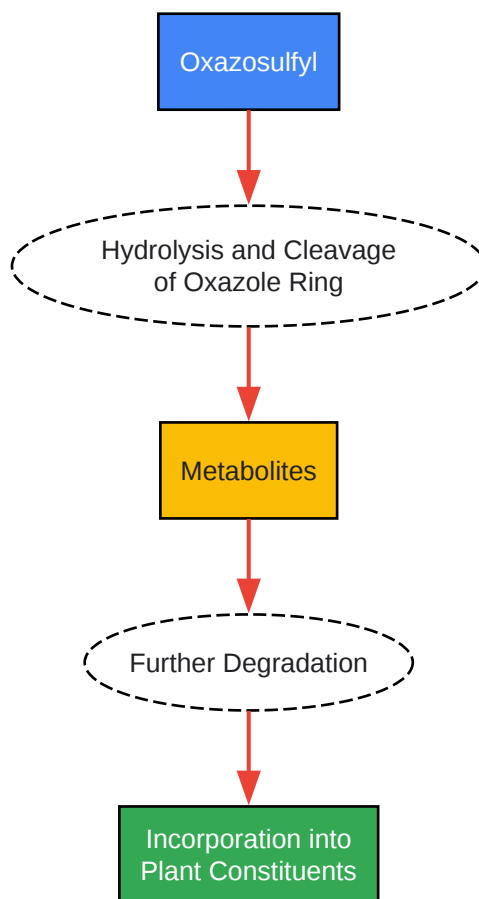 Oxazosulfyl
Hydrolysis and Cleavage
of Oxazole Ring
Metabolites
Further Degradation
Incorporation into
Plant Constituents